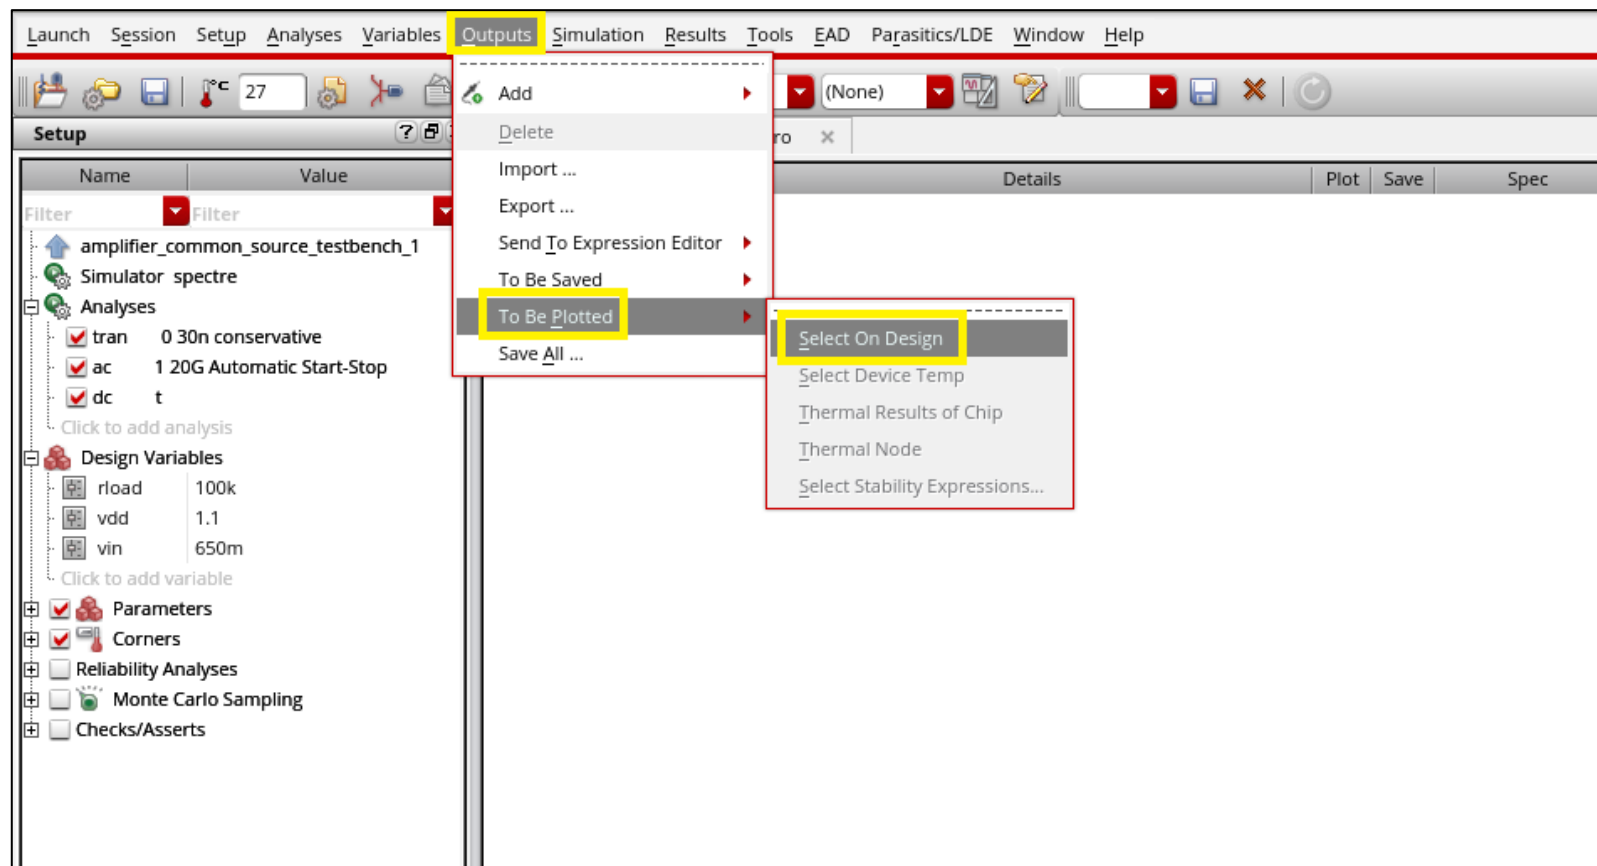 Launch Session Setup Analyses Variables Outputs Simulation Results Tools EAD Parasitics/LDE Window Help
°C 27 (None)
Setup ?
ro
Name Value
Filter Filter
amplifier_common_source_testbench_1
Simulator spectre
Analyses
tran 0 30n conservative
ac 1 20G Automatic Start-Stop
dc t
Click to add analysis
Design Variables
rload 100k
vdd 1.1
vin 650m
Click to add variable
Parameters
Corners
Reliability Analyses
Monte Carlo Sampling
Checks/Asserts
Add
Delete
Import ...
Export ...
Send To Expression Editor
To Be Saved
To Be Plotted
Save All ...
Select On Design
Select Device Temp
Thermal Results of Chip
Thermal Node
Select Stability Expressions...
Details Plot Save Spec